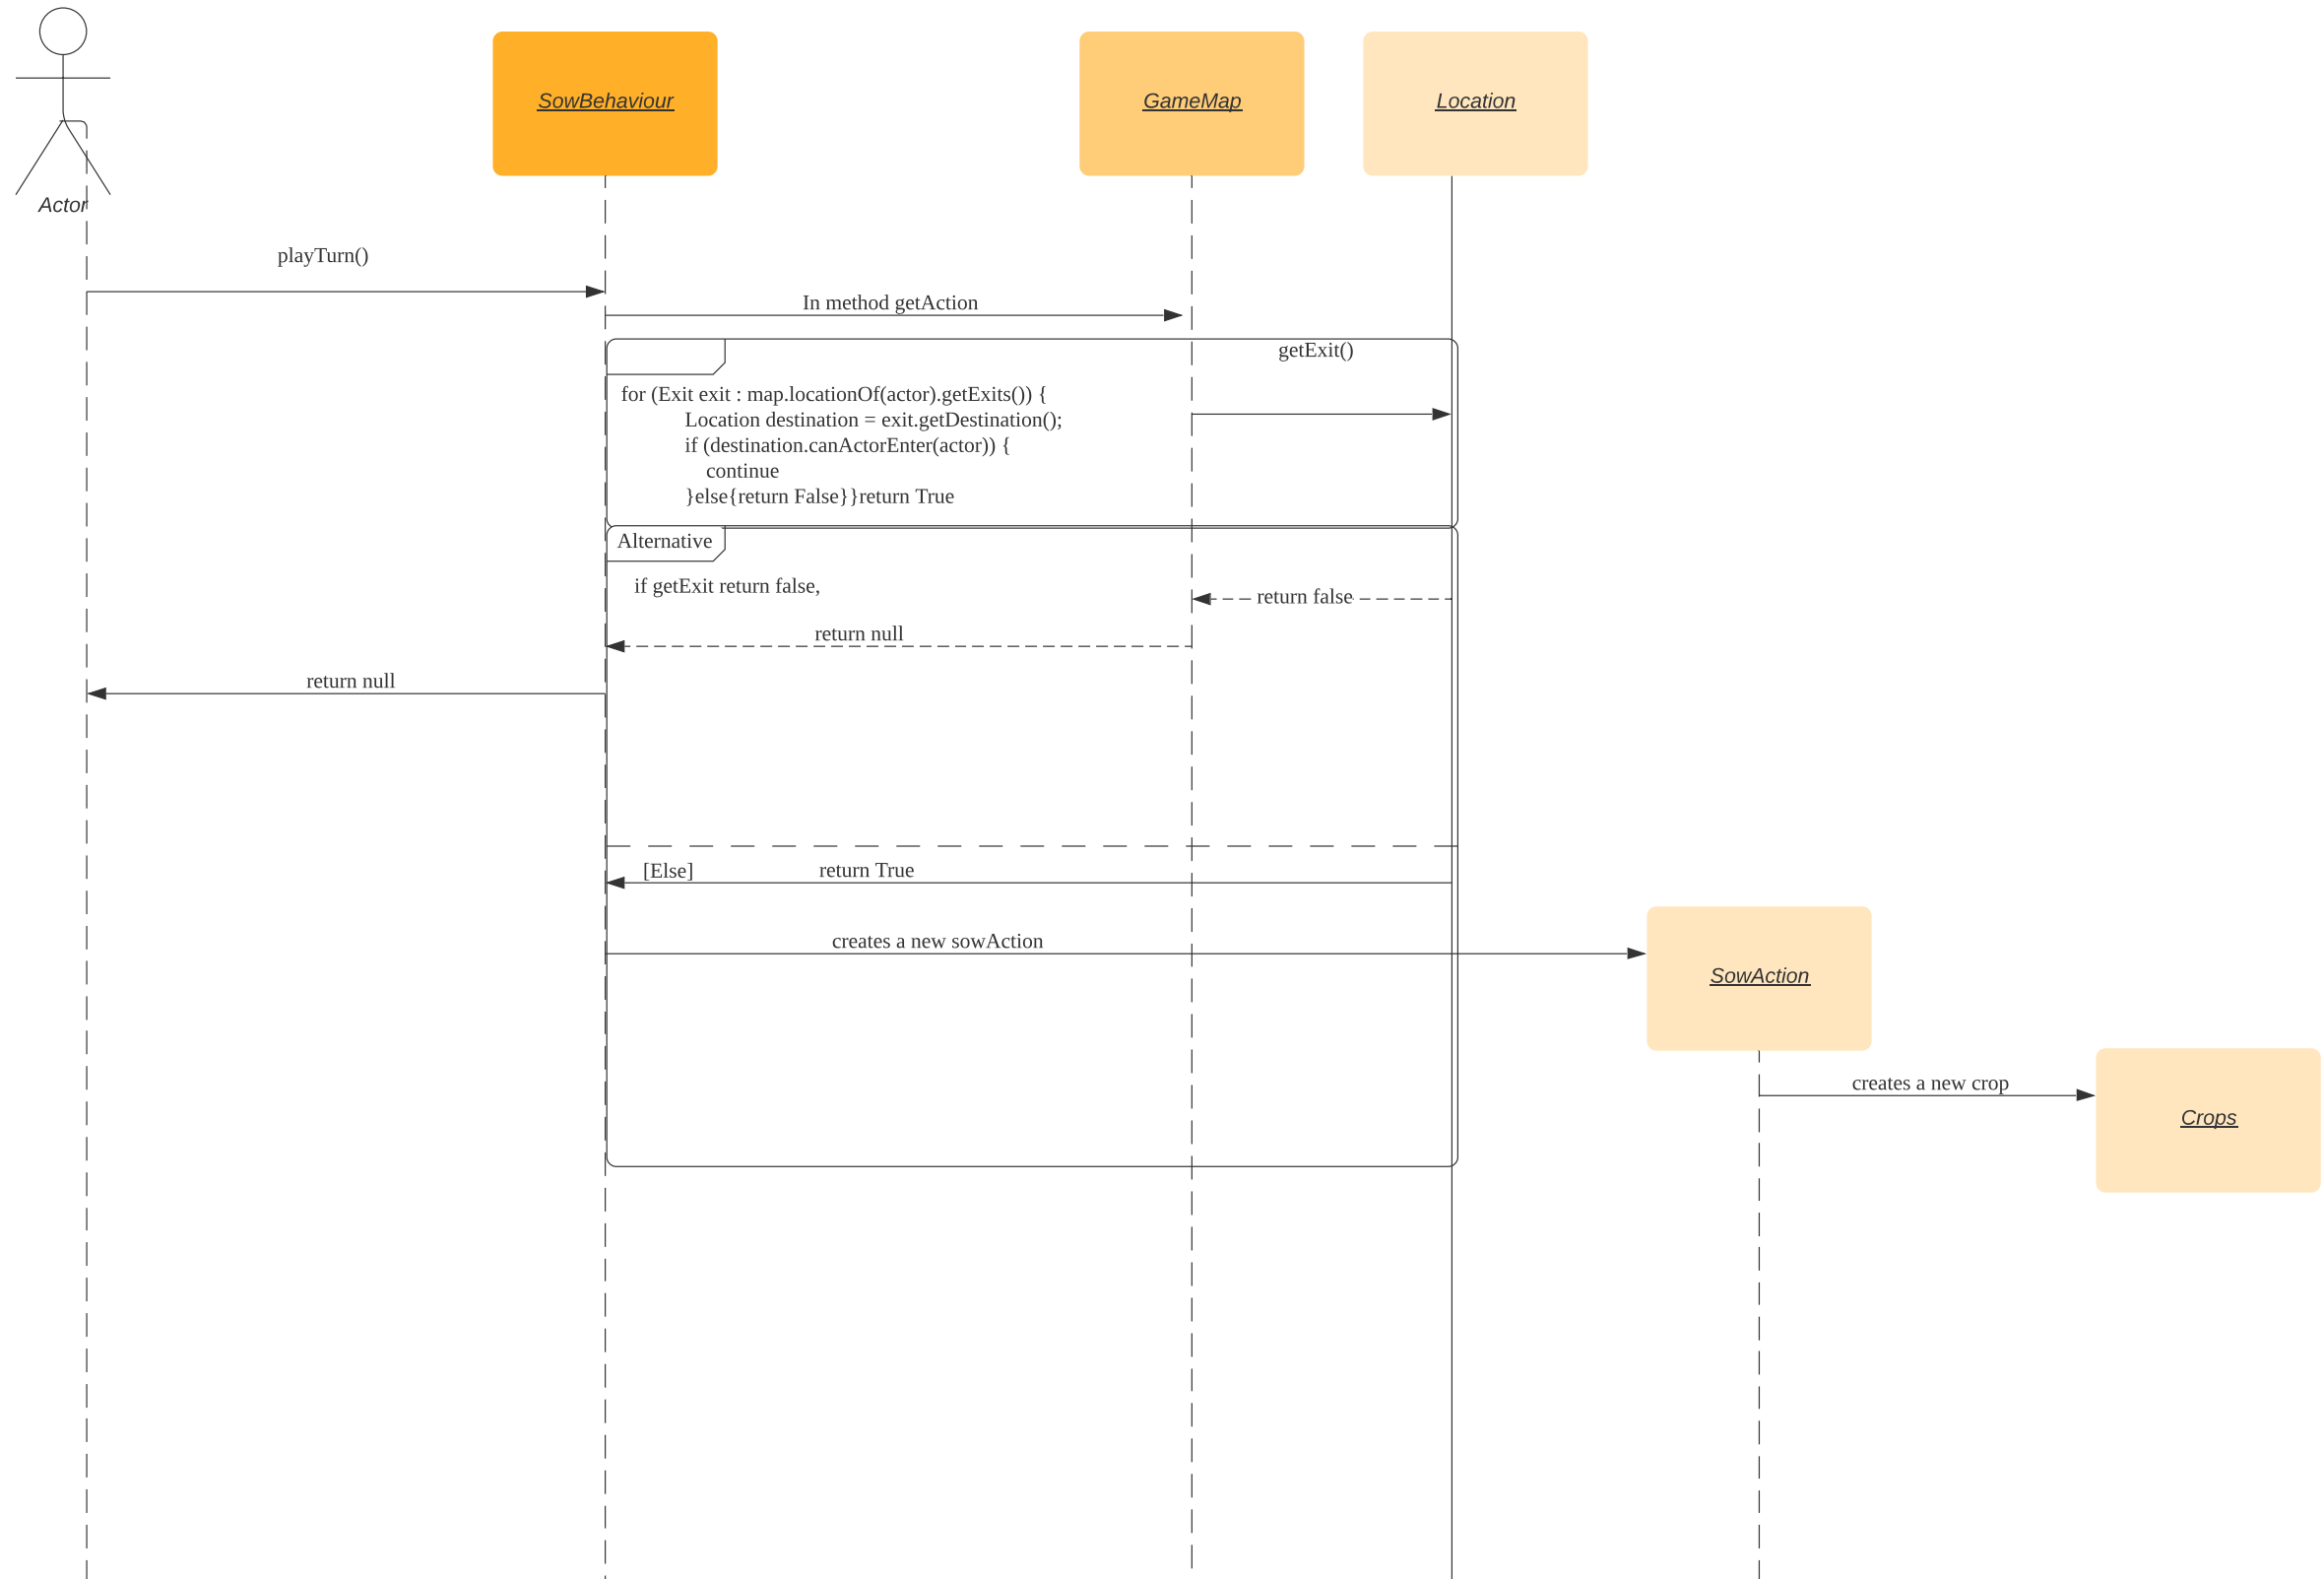 SowBehaviour
GameMap
Location
Actor
playTurn()
In method getAction
getExit()
for (Exit exit : map.locationOf(actor).getExits()) {
Location destination = exit.getDestination();
if (destination.canActorEnter(actor)) {
continue
}else{return False}}return True
Alternative
if getExit return false,
return false
return null
return null
[Else]
return True
creates a new sowAction
SowAction
creates a new crop
Crops